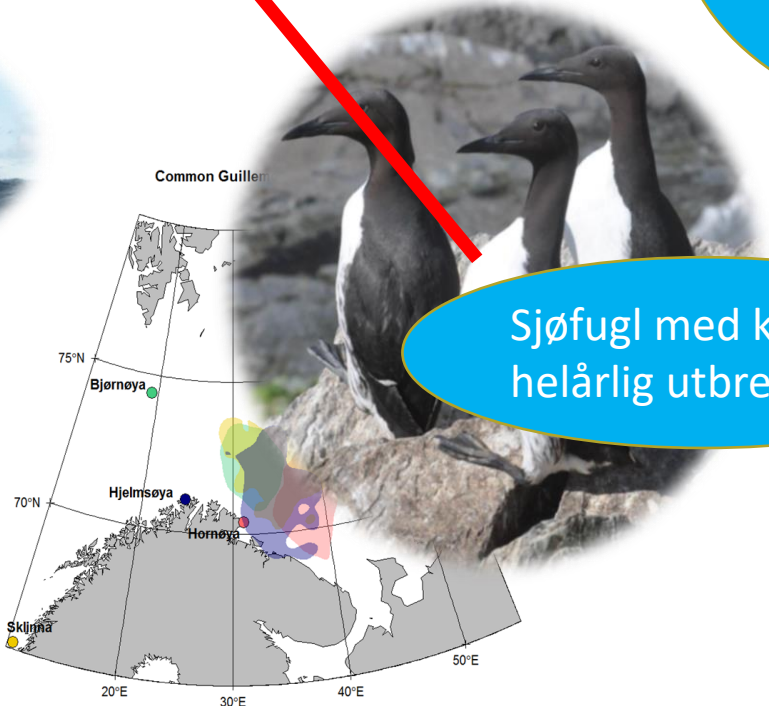 Common Guillem
75°N
Bjørnøya
Hjelmsøya
70°N
Hornøya
Sklinna
20°E
30°E
40°E
50°E
Sjøfugl med k
helårlig utbre